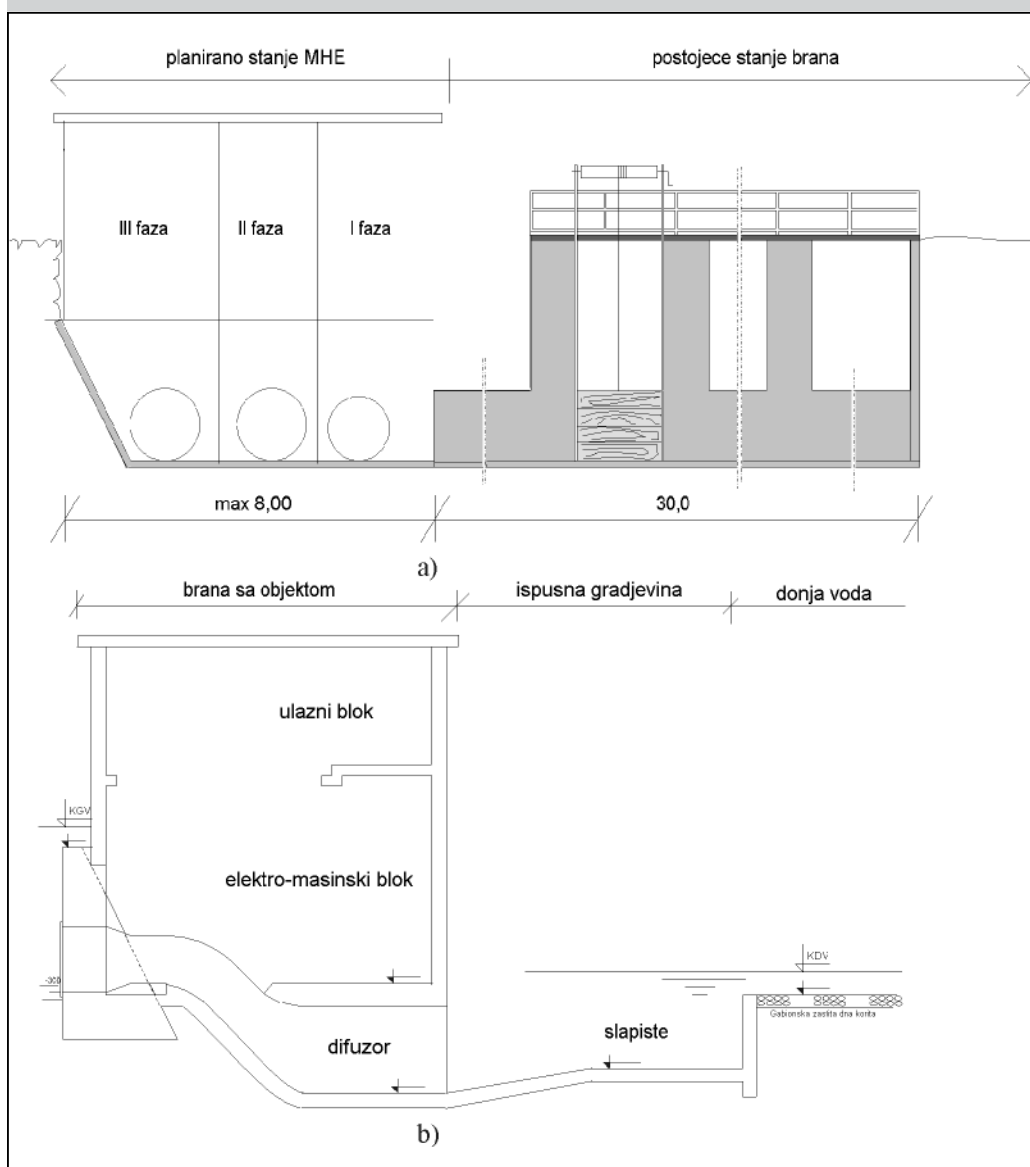 planirano stanje MHE
postojece stanje brana
III faza
II faza
I faza
max 8,00
30,0
a)
brana sa objektom
ispusna gradjevina
donja voda
ulazni blok
KGV
elektro-masinski blok
-300
KDV
Gabionska zastita dna korita
difuzor
slapiste
b)